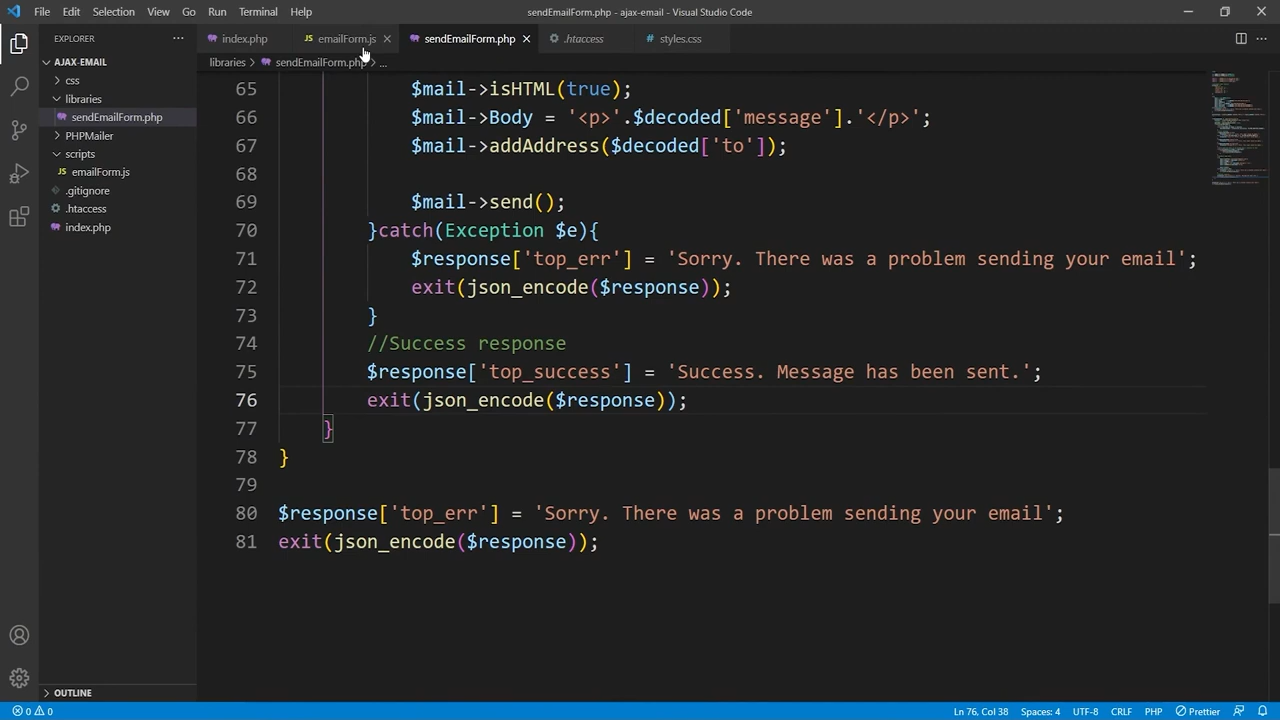 File Edit Selection View Go Run Terminal Help
sendEmailForm.php - ajax-email - Visual Studio Code
EXPLORER
index.php
JS emailForm.js
sendEmailForm.php
.htaccess
# styles.css
AJAX-EMAIL
libraries > sendEmailForm.php > ...
css
libraries
sendEmailForm.php
PHPMailer
scripts
JS emailForm.js
.gitignore
.htaccess
index.php
65 $mail->isHTML(true);
66 $mail->Body = '<p>'.$decoded['message'].'</p>';
67 $mail->addAddress($decoded['to']);
68
69 $mail->send();
70 }catch(Exception $e){
71 $response['top_err'] = 'Sorry. There was a problem sending your email';
72 exit(json_encode($response));
73 }
74 //Success response
75 $response['top_success'] = 'Success. Message has been sent.';
76 exit(json_encode($response));
77 }
78 }
79
80 $response['top_err'] = 'Sorry. There was a problem sending your email';
81 exit(json_encode($response));
OUTLINE
0 0
Ln 76, Col 38 Spaces: 4 UTF-8 CRLF PHP Prettier